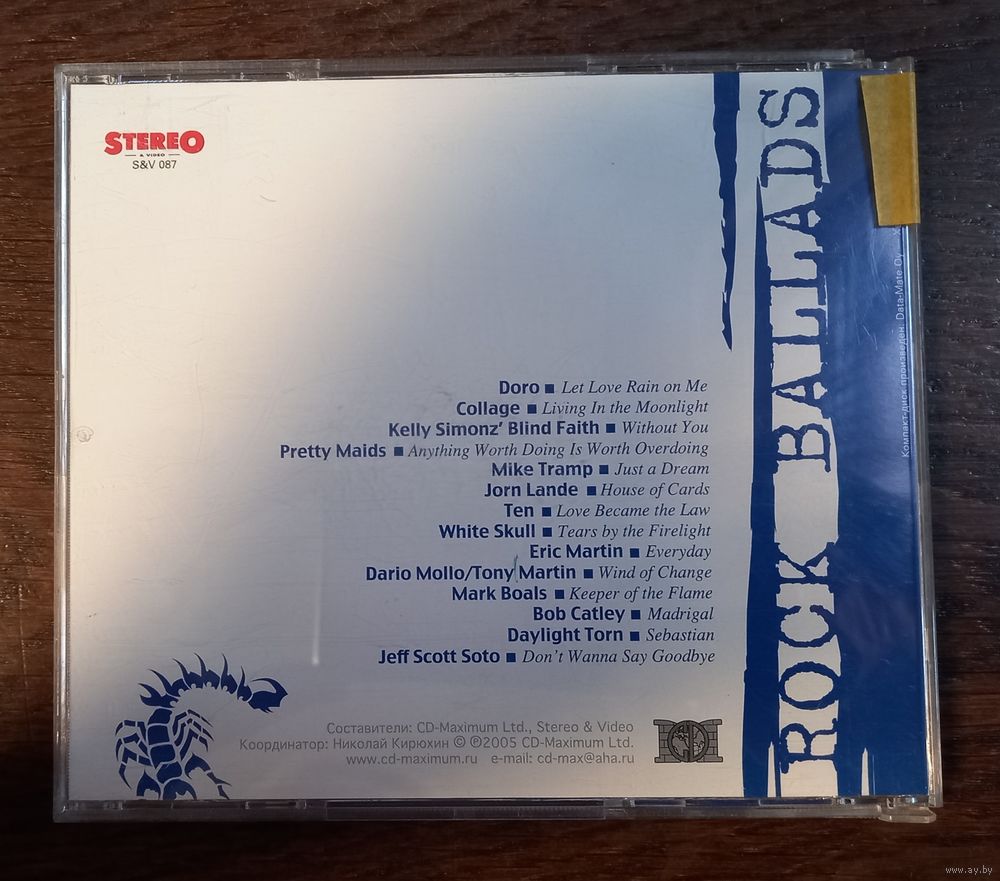 STEREO
& VIDEO
S&V 087
ROCK BALLADS
Doro ■ Let Love Rain on Me
Collage ■ Living In the Moonlight
Kelly Simonz' Blind Faith ■ Without You
Pretty Maids ■ Anything Worth Doing Is Worth Overdoing
Mike Tramp ■ Just a Dream
Jorn Lande ■ House of Cards
Ten ■ Love Became the Law
White Skull ■ Tears by the Firelight
Eric Martin ■ Everyday
Dario Mollo/Tony Martin ■ Wind of Change
Mark Boals ■ Keeper of the Flame
Bob Catley ■ Madrigal
Daylight Torn ■ Sebastian
Jeff Scott Soto ■ Don't Wanna Say Goodbye
Составители: CD-Maximum Ltd., Stereo & Video
Координатор: Николай Кирюхин © ℗2005 CD-Maximum Ltd.
www.cd-maximum.ru e-mail: cd-max@aha.ru
Компакт-диск произведен: Data-Mate Oy
www.ay.by